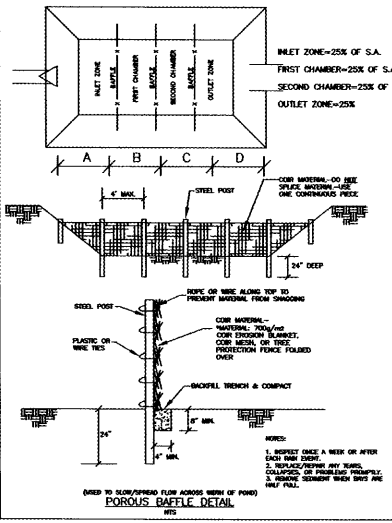 INLET ZONE
BAFFLE
FIRST CHAMBER
BAFFLE
SECOND CHAMBER
BAFFLE
OUTLET ZONE
INLET ZONE=25% OF S.A.
FIRST CHAMBER=25% OF S.A
SECOND CHAMBER=25% OF
OUTLET ZONE=25%
A B C D
4' MAX.
STEEL POST
COIR MATERIAL-DO NOT
SPLICE MATERIAL-USE
ONE CONTINUOUS PIECE
24" DEEP
ROPE OR WIRE ALONG TOP TO
PREVENT MATERIAL FROM SAGGING
STEEL POST
PLASTIC OR
WIRE TIES
COIR MATERIAL-
*MATERIAL: 700g/m2
COIR EROSION BLANKET,
COIR MESH, OR TREE
PROTECTION FENCE FOLDED
OVER
BACKFILL TRENCH & COMPACT
24"
8" MIN.
4" MIN.
NOTES:
1. INSPECT ONCE A WEEK OR AFTER
EACH RAIN EVENT.
2. REPLACE/REPAIR ANY TEARS,
COLLAPSES, OR PROBLEMS PROMPTLY.
3. REMOVE SEDIMENT WHEN BAYS ARE
HALF FULL.
(USED TO SLOW/SPREAD FLOW ACROSS WIDTH OF POND)
POROUS BAFFLE DETAIL
NTS